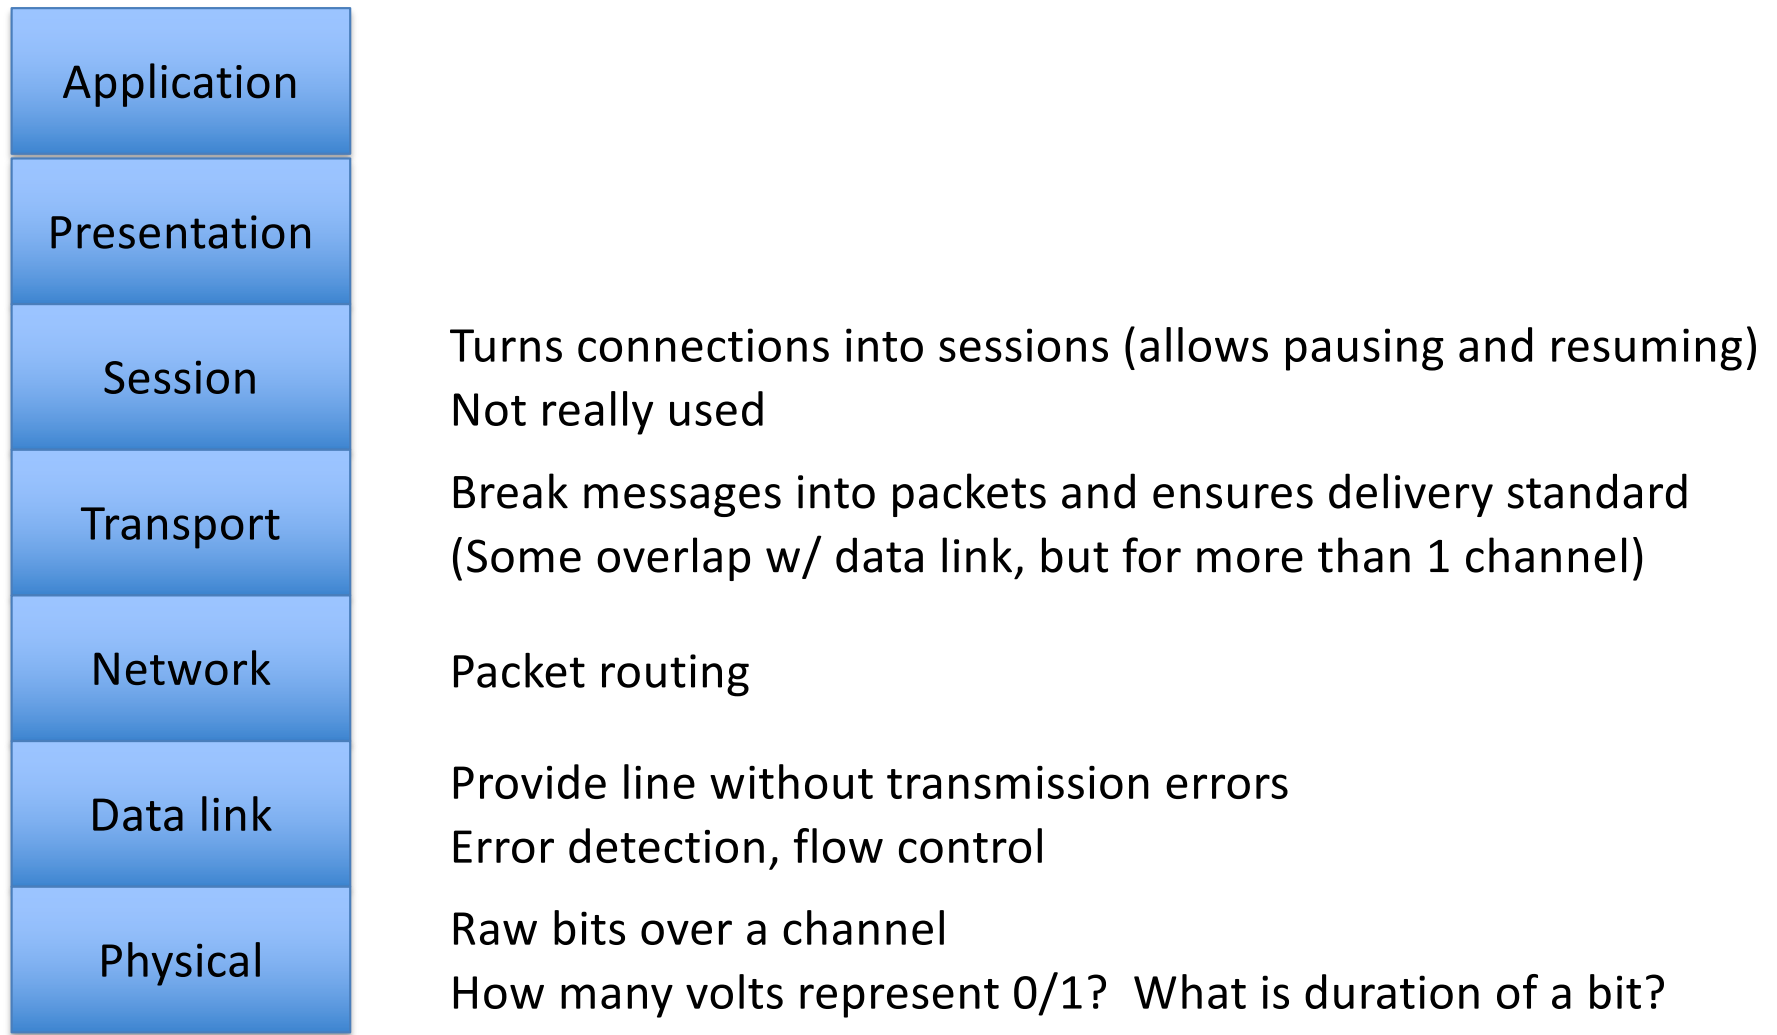 Application
Presentation
Session
Turns connections into sessions (allows pausing and resuming)
Not really used
Transport
Break messages into packets and ensures delivery standard
(Some overlap w/ data link, but for more than 1 channel)
Network
Packet routing
Data link
Provide line without transmission errors
Error detection, flow control
Physical
Raw bits over a channel
How many volts represent 0/1?  What is duration of a bit?